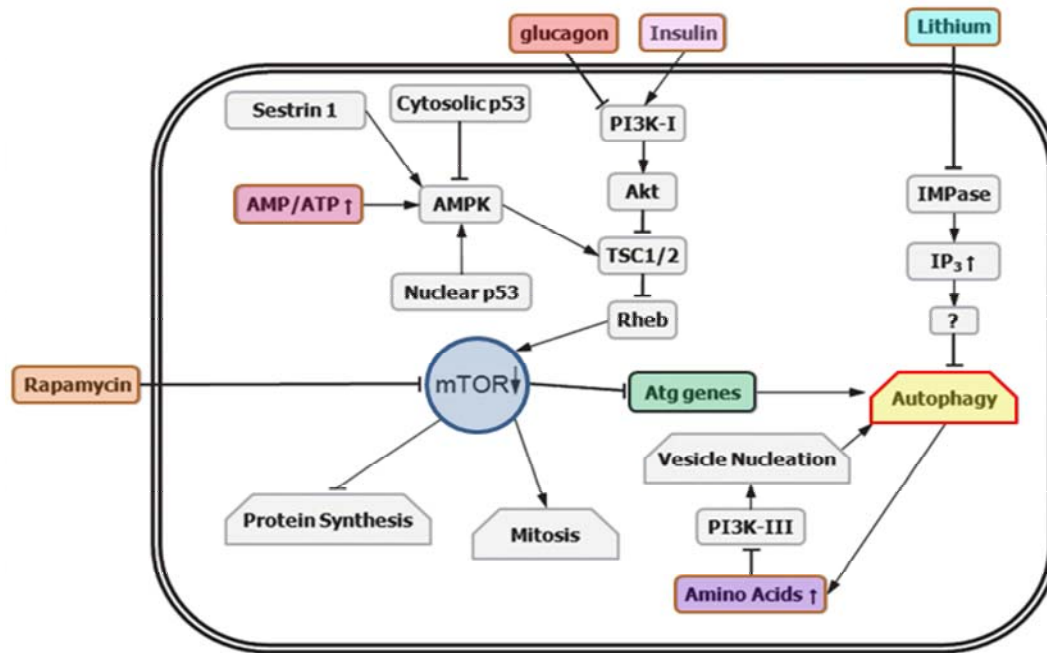 glucagon
Insulin
Lithium
Sestrin 1
Cytosolic p53
PI3K-I
AMP/ATP ↑
AMPK
Akt
IMPase
TSC1/2
IP₃ ↑
Nuclear p53
Rheb
?
Rapamycin
mTOR↓
Atg genes
Autophagy
Vesicle Nucleation
Protein Synthesis
Mitosis
PI3K-III
Amino Acids ↑